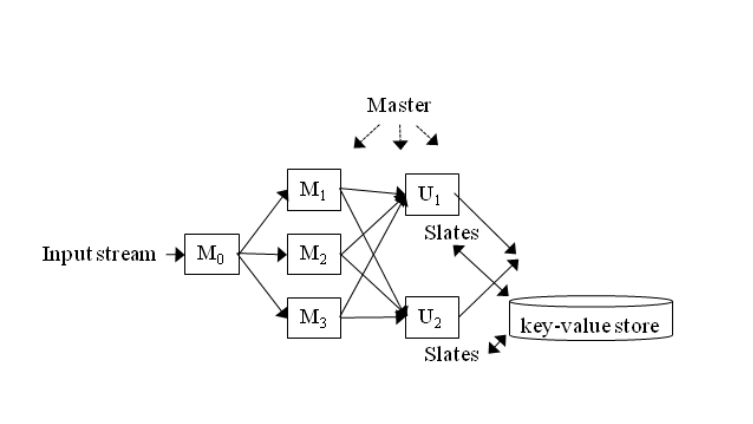 Master
M₁
U₁
Slates
Input stream
M₀
M₂
M₃
U₂
key-value store
Slates